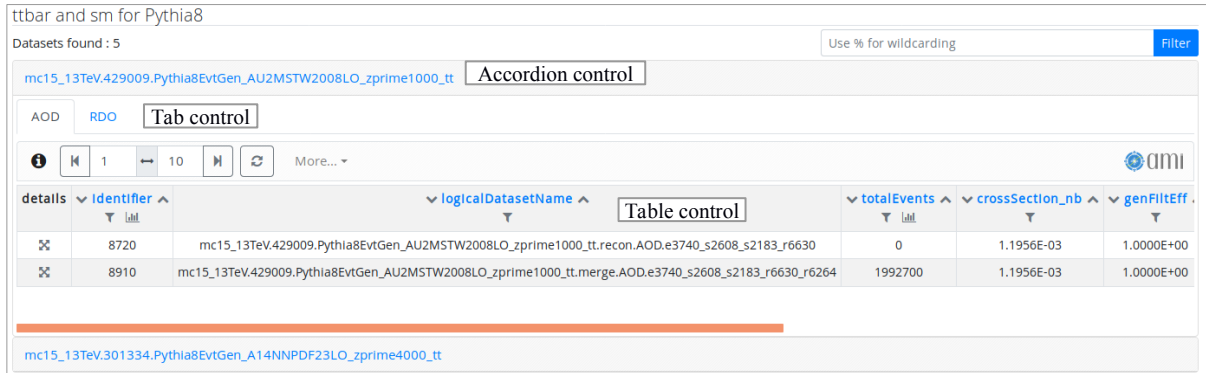 ttbar and sm for Pythia8
Datasets found : 5 Use % for wildcarding Filter
mc15_13TeV.429009.Pythia8EvtGen_AU2MSTW2008LO_zprime1000_tt Accordion control
AOD RDO Tab control
1 10 More... ami
details identifier logicalDatasetName Table control totalEvents crossSection_nb genFiltEff
8720 mc15_13TeV.429009.Pythia8EvtGen_AU2MSTW2008LO_zprime1000_tt.recon.AOD.e3740_s2608_s2183_r6630 0 1.1956E-03 1.0000E+00
8910 mc15_13TeV.429009.Pythia8EvtGen_AU2MSTW2008LO_zprime1000_tt.merge.AOD.e3740_s2608_s2183_r6630_r6264 1992700 1.1956E-03 1.0000E+00
mc15_13TeV.301334.Pythia8EvtGen_A14NNPDF23LO_zprime4000_tt